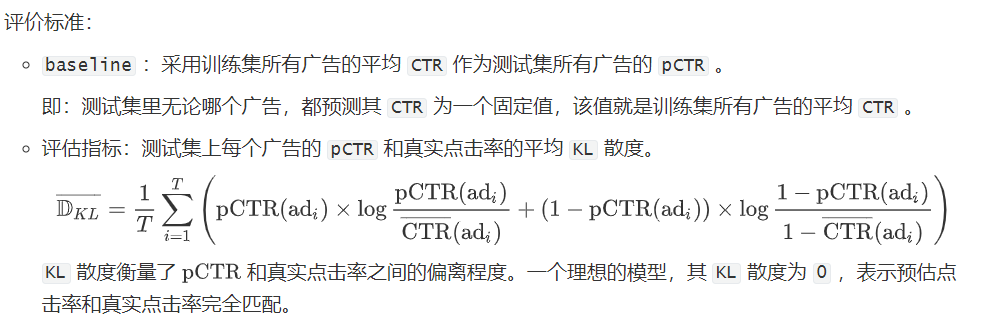 评价标准：
baseline ：采用训练集所有广告的平均 CTR 作为测试集所有广告的 pCTR 。
即：测试集里无论哪个广告，都预测其 CTR 为一个固定值，该值就是训练集所有广告的平均 CTR 。
评估指标：测试集上每个广告的 pCTR 和真实点击率的平均 KL 散度。
$\overline{\mathbb{D}_{KL}} = \frac{1}{T} \sum_{i=1}^{T} \left( \text{pCTR}(\text{ad}_i) \times \log \frac{\text{pCTR}(\text{ad}_i)}{\overline{\text{CTR}}(\text{ad}_i)} + (1 - \text{pCTR}(\text{ad}_i)) \times \log \frac{1 - \text{pCTR}(\text{ad}_i)}{1 - \overline{\text{CTR}}(\text{ad}_i)} \right)$
KL 散度衡量了 pCTR 和真实点击率之间的偏离程度。一个理想的模型，其 KL 散度为 0 ，表示预估点
击率和真实点击率完全匹配。